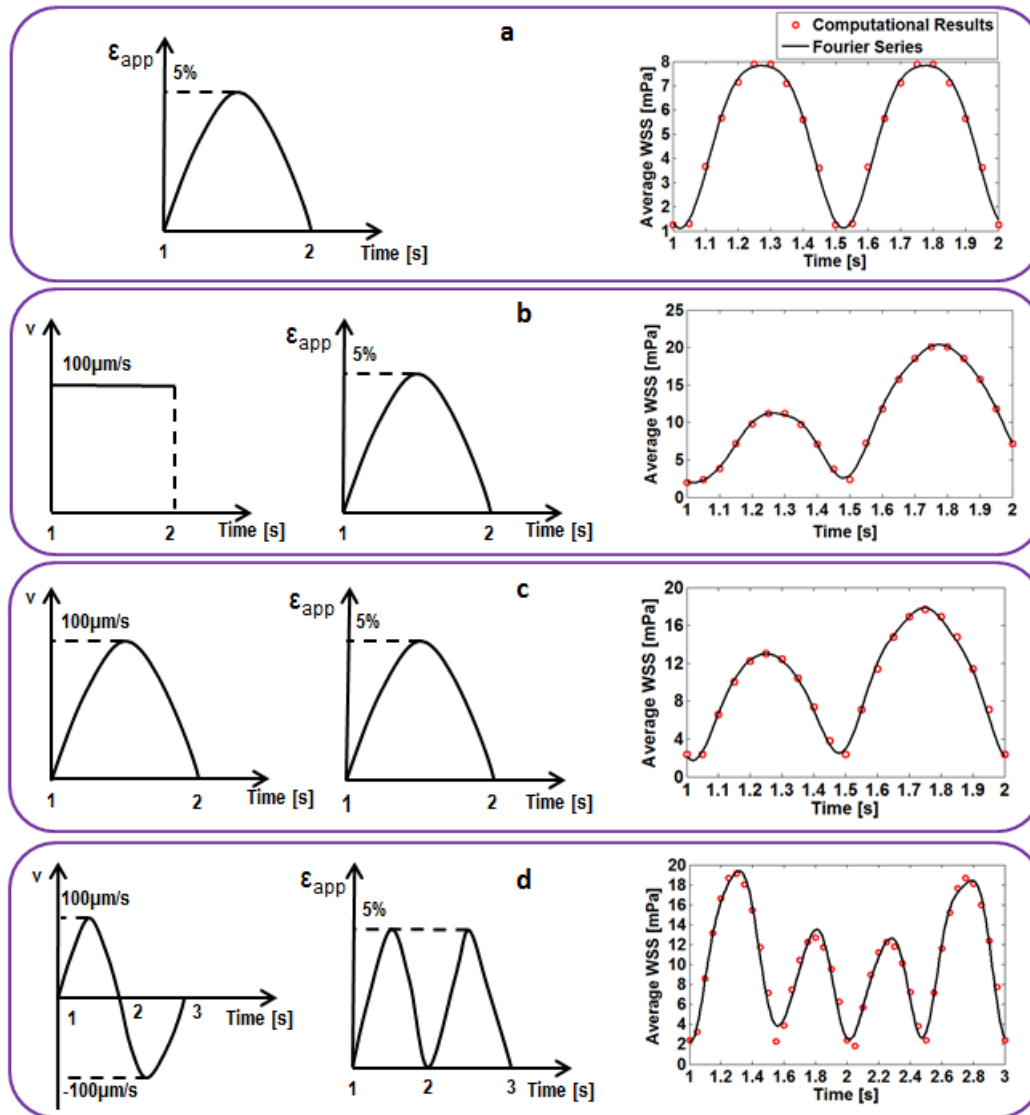 a
εapp
5%
1
2
Time [s]
Computational Results
Fourier Series
Average WSS [mPa]
8
7
6
5
4
3
2
1
1 1.1 1.2 1.3 1.4 1.5 1.6 1.7 1.8 1.9 2
Time [s]
b
v
100µm/s
1
2
Time [s]
εapp
5%
1
2
Time [s]
Average WSS [mPa]
25
20
15
10
5
0
1 1.1 1.2 1.3 1.4 1.5 1.6 1.7 1.8 1.9 2
Time [s]
c
v
100µm/s
1
2
Time [s]
εapp
5%
1
2
Time [s]
Average WSS [mPa]
20
16
12
8
4
0
1 1.1 1.2 1.3 1.4 1.5 1.6 1.7 1.8 1.9 2
Time [s]
d
v
100µm/s
1
2
3
Time [s]
-100µm/s
εapp
5%
1
2
3
Time [s]
Average WSS [mPa]
20
18
16
14
12
10
8
6
4
2
0
1 1.2 1.4 1.6 1.8 2 2.2 2.4 2.6 2.8 3
Time [s]